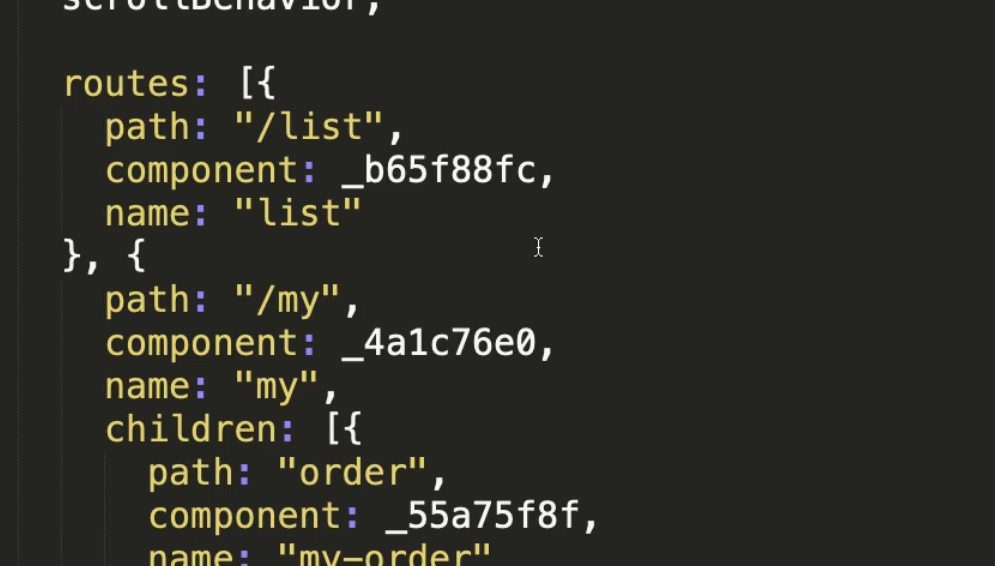 scrollBehavior,
routes: [{
path: "/list",
component: _b65f88fc,
name: "list"
}, {
path: "/my",
component: _4a1c76e0,
name: "my",
children: [{
path: "order",
component: _55a75f8f,
name: "my-order"